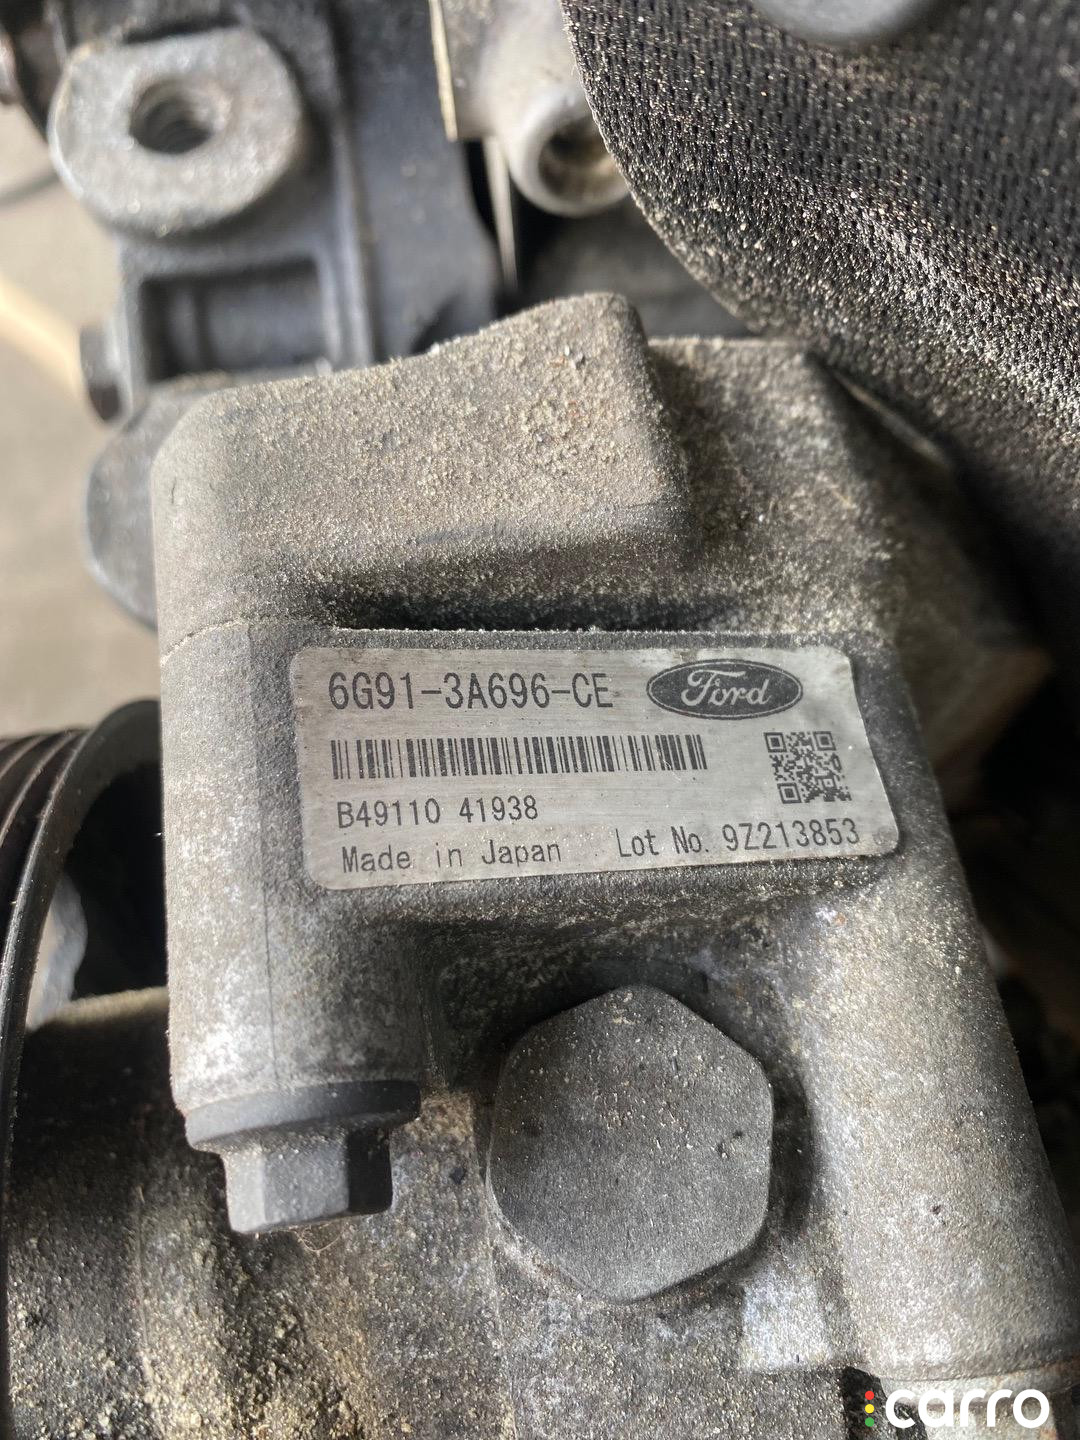 6G91-3A696-CE Ford
B49110 41938
Made in Japan Lot No. 9Z213853
carro